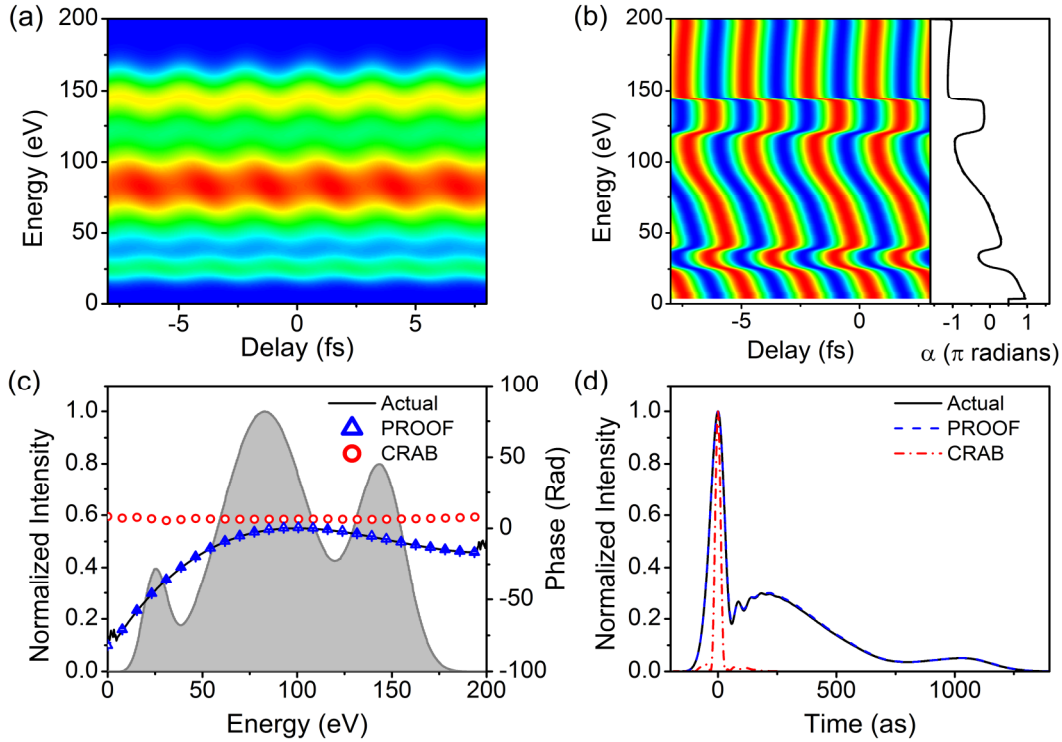 (a)
200
150
100
50
0
Energy (eV)
-5
0
5
Delay (fs)
(b)
200
150
100
50
0
Energy (eV)
-5
0
Delay (fs)
-1
0
1
α (π radians)
(c)
1.0
0.8
0.6
0.4
0.2
0.0
Normalized Intensity
Actual
PROOF
CRAB
100
50
0
-50
-100
Phase (Rad)
0
50
100
150
200
Energy (eV)
(d)
1.0
0.8
0.6
0.4
0.2
0.0
Normalized Intensity
Actual
PROOF
CRAB
0
500
1000
Time (as)